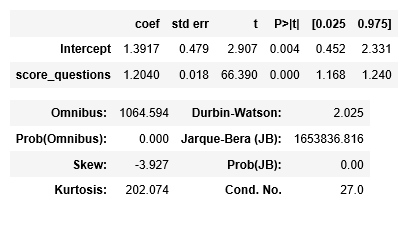 coef std err t P>|t| [0.025 0.975]
Intercept 1.3917 0.479 2.907 0.004 0.452 2.331
score_questions 1.2040 0.018 66.390 0.000 1.168 1.240
Omnibus: 1064.594 Durbin-Watson: 2.025
Prob(Omnibus): 0.000 Jarque-Bera (JB): 1653836.816
Skew: -3.927 Prob(JB): 0.00
Kurtosis: 202.074 Cond. No. 27.0